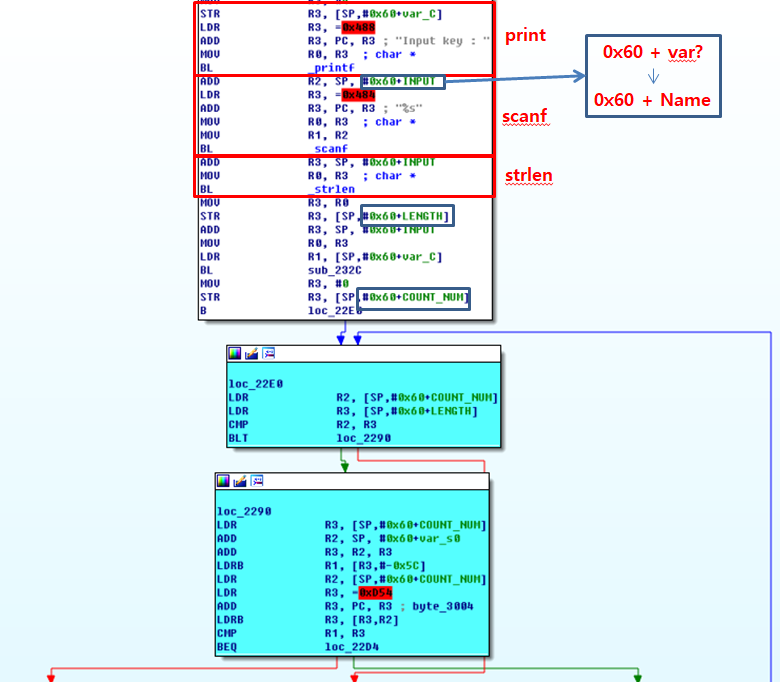 STR R3, [SP,#0x60+var_C]
LDR R3, =0x488
ADD R3, PC, R3 ; "Input key : "
MOV R0, R3 ; char *
BL _printf
print
ADD R2, SP, #0x60+INPUT
LDR R3, =0x484
ADD R3, PC, R3 ; "%s"
MOV R0, R3 ; char *
MOV R1, R2
BL _scanf
scanf
0x60 + var?
↓
0x60 + Name
ADD R3, SP, #0x60+INPUT
MOV R0, R3 ; char *
BL _strlen
strlen
MOV R3, R0
STR R3, [SP,#0x60+LENGTH]
ADD R3, SP, #0x60+INPUT
MOV R0, R3
LDR R1, [SP,#0x60+var_C]
BL sub_232C
MOV R3, #0
STR R3, [SP,#0x60+COUNT_NUM]
B loc_22E0
loc_22E0
LDR R2, [SP,#0x60+COUNT_NUM]
LDR R3, [SP,#0x60+LENGTH]
CMP R2, R3
BLT loc_2290
loc_2290
LDR R3, [SP,#0x60+COUNT_NUM]
ADD R2, SP, #0x60+var_s0
ADD R3, R2, R3
LDRB R1, [R3,#-0x5C]
LDR R2, [SP,#0x60+COUNT_NUM]
LDR R3, =0xD54
ADD R3, PC, R3 ; byte_3004
LDRB R3, [R3,R2]
CMP R1, R3
BEQ loc_22D4